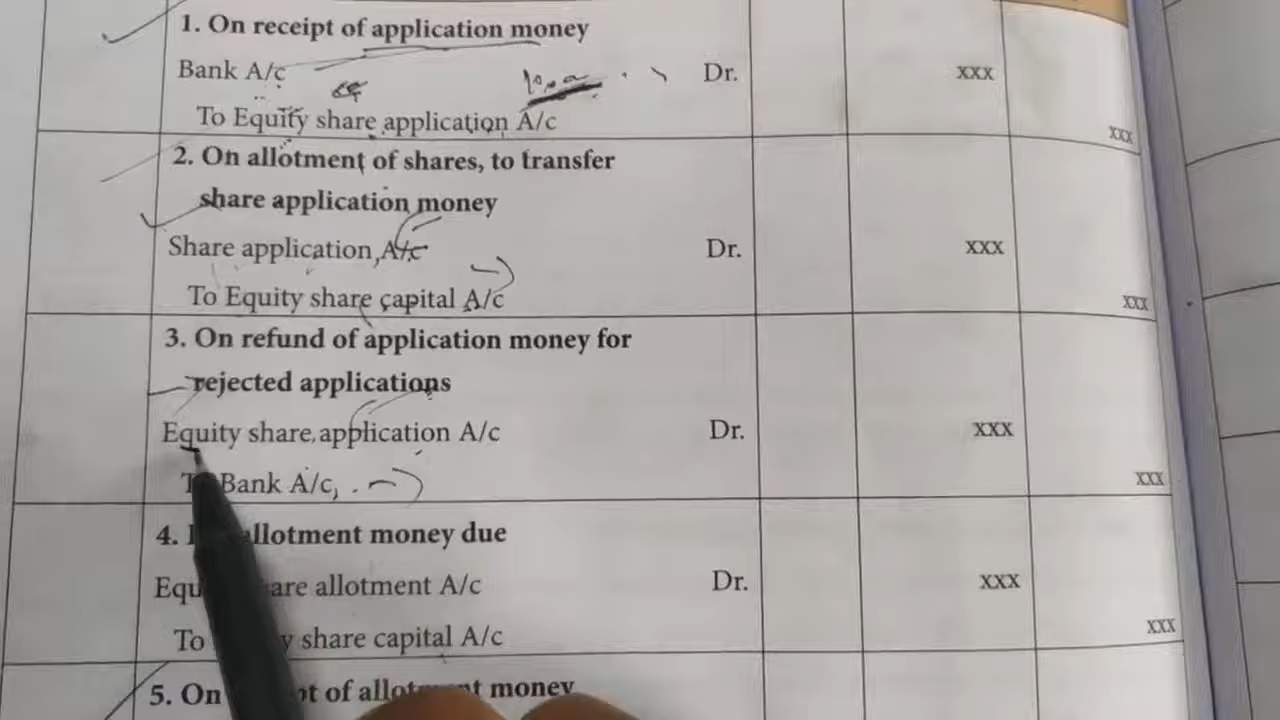 1. On receipt of application money
Bank A/c Dr. xxx
To Equity share application A/c xxx
2. On allotment of shares, to transfer
share application money
Share application A/c Dr. xxx
To Equity share capital A/c xxx
3. On refund of application money for
rejected applications
Equity share application A/c Dr. xxx
Bank A/c, xxx
4. allotment money due
allotment A/c Dr. xxx
To share capital A/c xxx
5. On of money